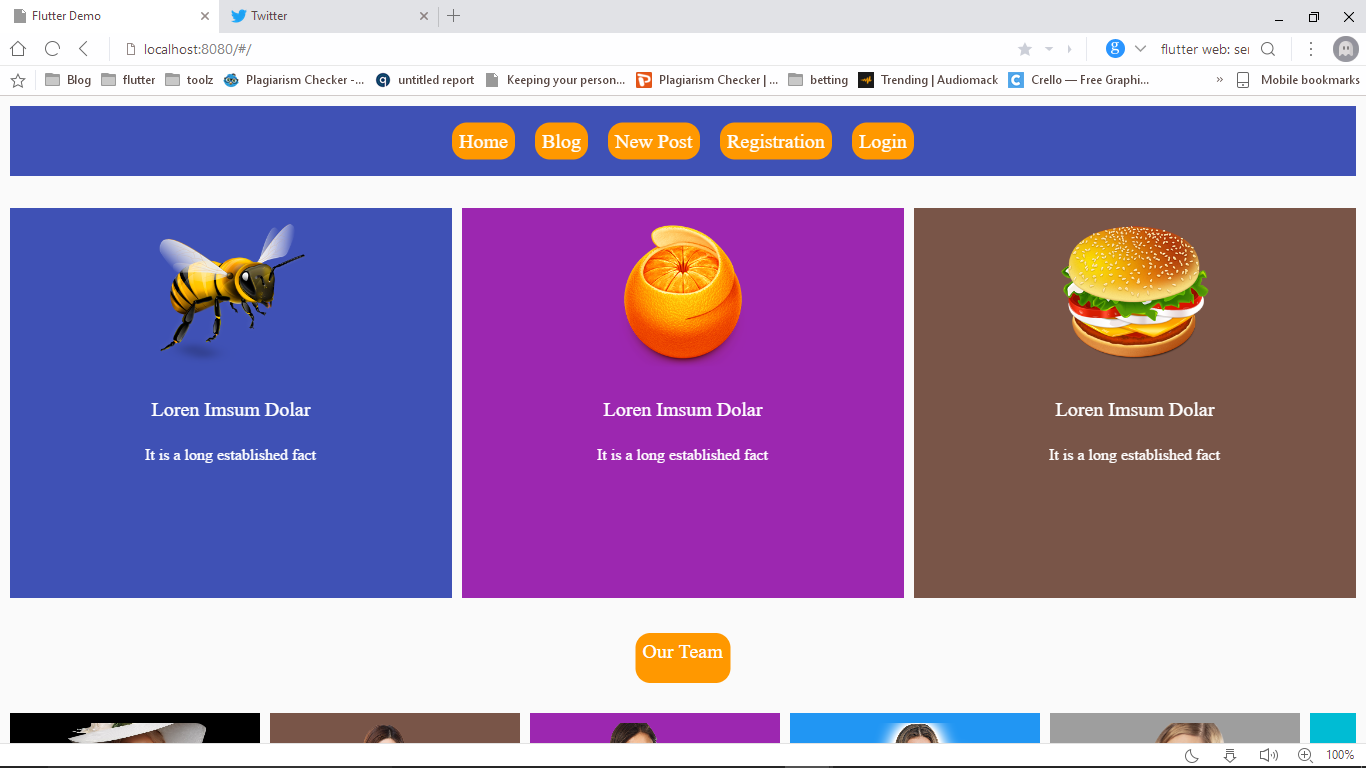 Flutter Demo
Twitter
localhost:8080/#/
g
flutter web: se
Blog
flutter
toolz
Plagiarism Checker -...
untitled report
Keeping your person...
Plagiarism Checker | ...
betting
Trending | Audiomack
Crello — Free Graphi...
»
Mobile bookmarks
Home
Blog
New Post
Registration
Login
Loren Imsum Dolar
Loren Imsum Dolar
Loren Imsum Dolar
It is a long established fact
It is a long established fact
It is a long established fact
Our Team
100%